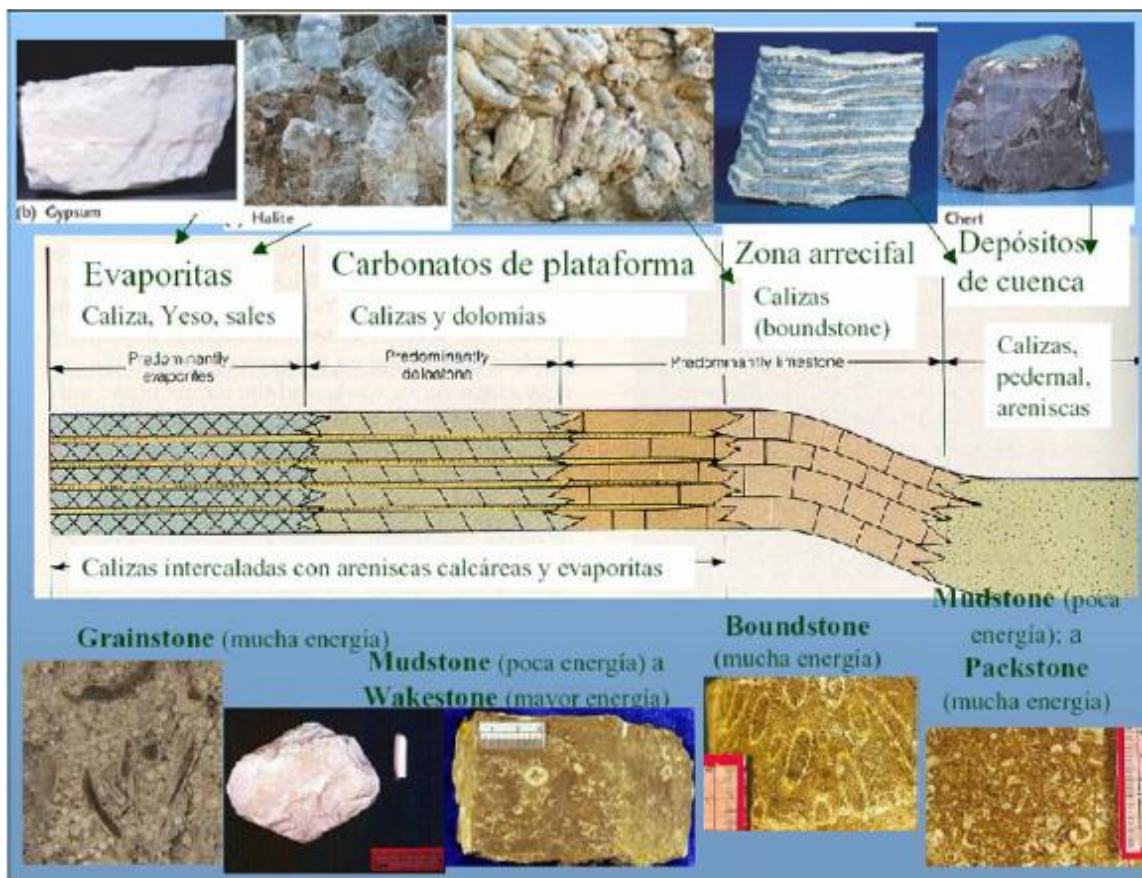 (b) Gypsum
Halite
Chert
Evaporitas
Caliza, Yeso, sales
Carbonatos de plataforma
Calizas y dolomias
Zona arrecifal
Calizas
(boundstone)
Depósitos
de cuenca
Calizas,
pedernal,
areniscas
Predominantly
evaporites
Predominantly
dolostone
Predominantly limestone
Calizas intercaladas con areniscas calcáreas y evaporitas
Grainstone (mucha energía)
Mudstone (poca energía) a
Wakestone (mayor energía)
Boundstone
(mucha energía)
Mudstone (poca
energía); a
Packstone
(mucha energía)